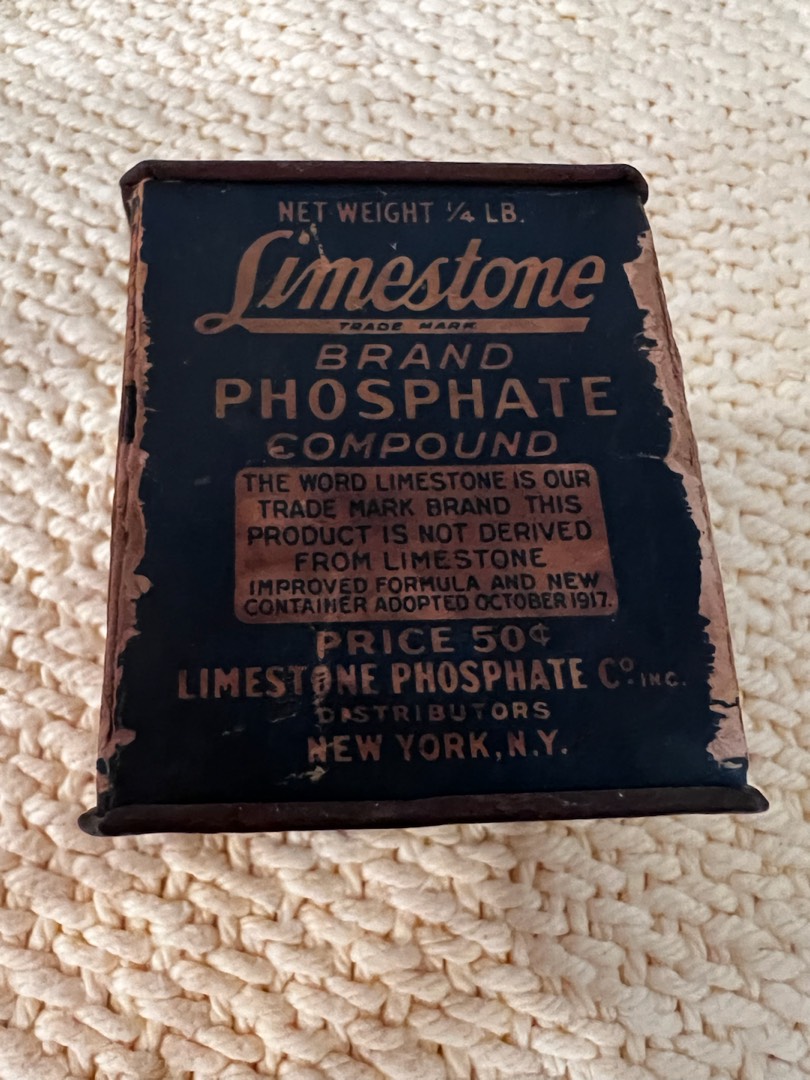 NET WEIGHT ¼ LB.
Limestone
TRADE MARK
BRAND
PHOSPHATE
COMPOUND
THE WORD LIMESTONE IS OUR
TRADE MARK BRAND THIS
PRODUCT IS NOT DERIVED
FROM LIMESTONE
IMPROVED FORMULA AND NEW
CONTAINER ADOPTED OCTOBER 1917.
PRICE 50¢
LIMESTONE PHOSPHATE Cº. INC.
DISTRIBUTORS
NEW YORK, N.Y.